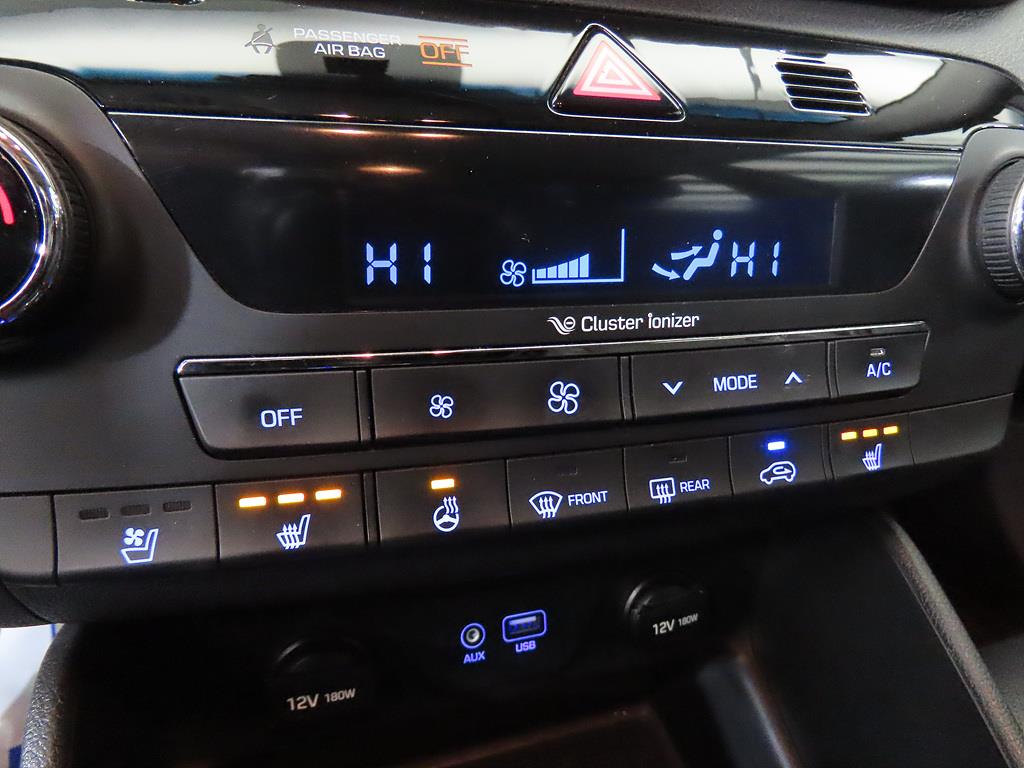 PASSENGER
AIR BAG
OFF
HI
HI
Cluster ionizer
OFF
MODE
A/C
FRONT
REAR
AUX
USB
12V 180W
12V 180W